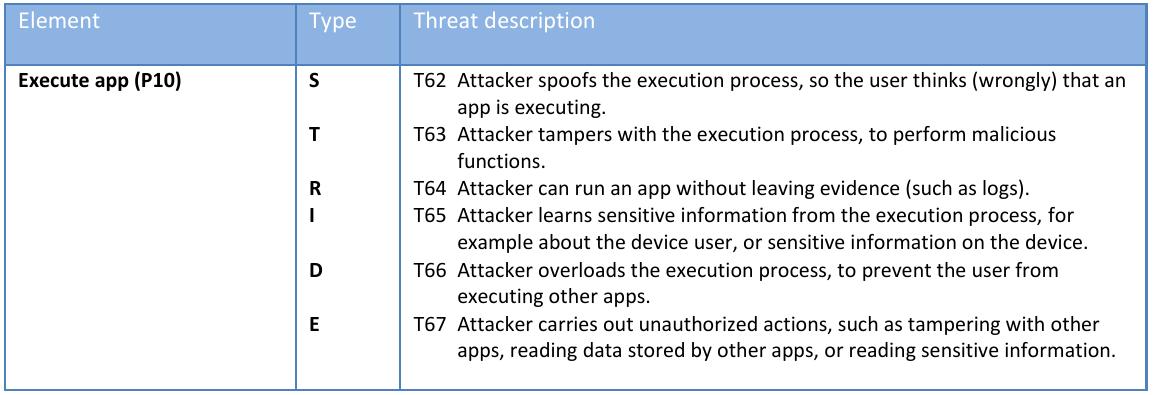 Element Type Threat description
Execute app (P10) S T62 Attacker spoofs the execution process, so the user thinks (wrongly) that an
app is executing.
T T63 Attacker tampers with the execution process, to perform malicious
functions.
R T64 Attacker can run an app without leaving evidence (such as logs).
I T65 Attacker learns sensitive information from the execution process, for
example about the device user, or sensitive information on the device.
D T66 Attacker overloads the execution process, to prevent the user from
executing other apps.
E T67 Attacker carries out unauthorized actions, such as tampering with other
apps, reading data stored by other apps, or reading sensitive information.